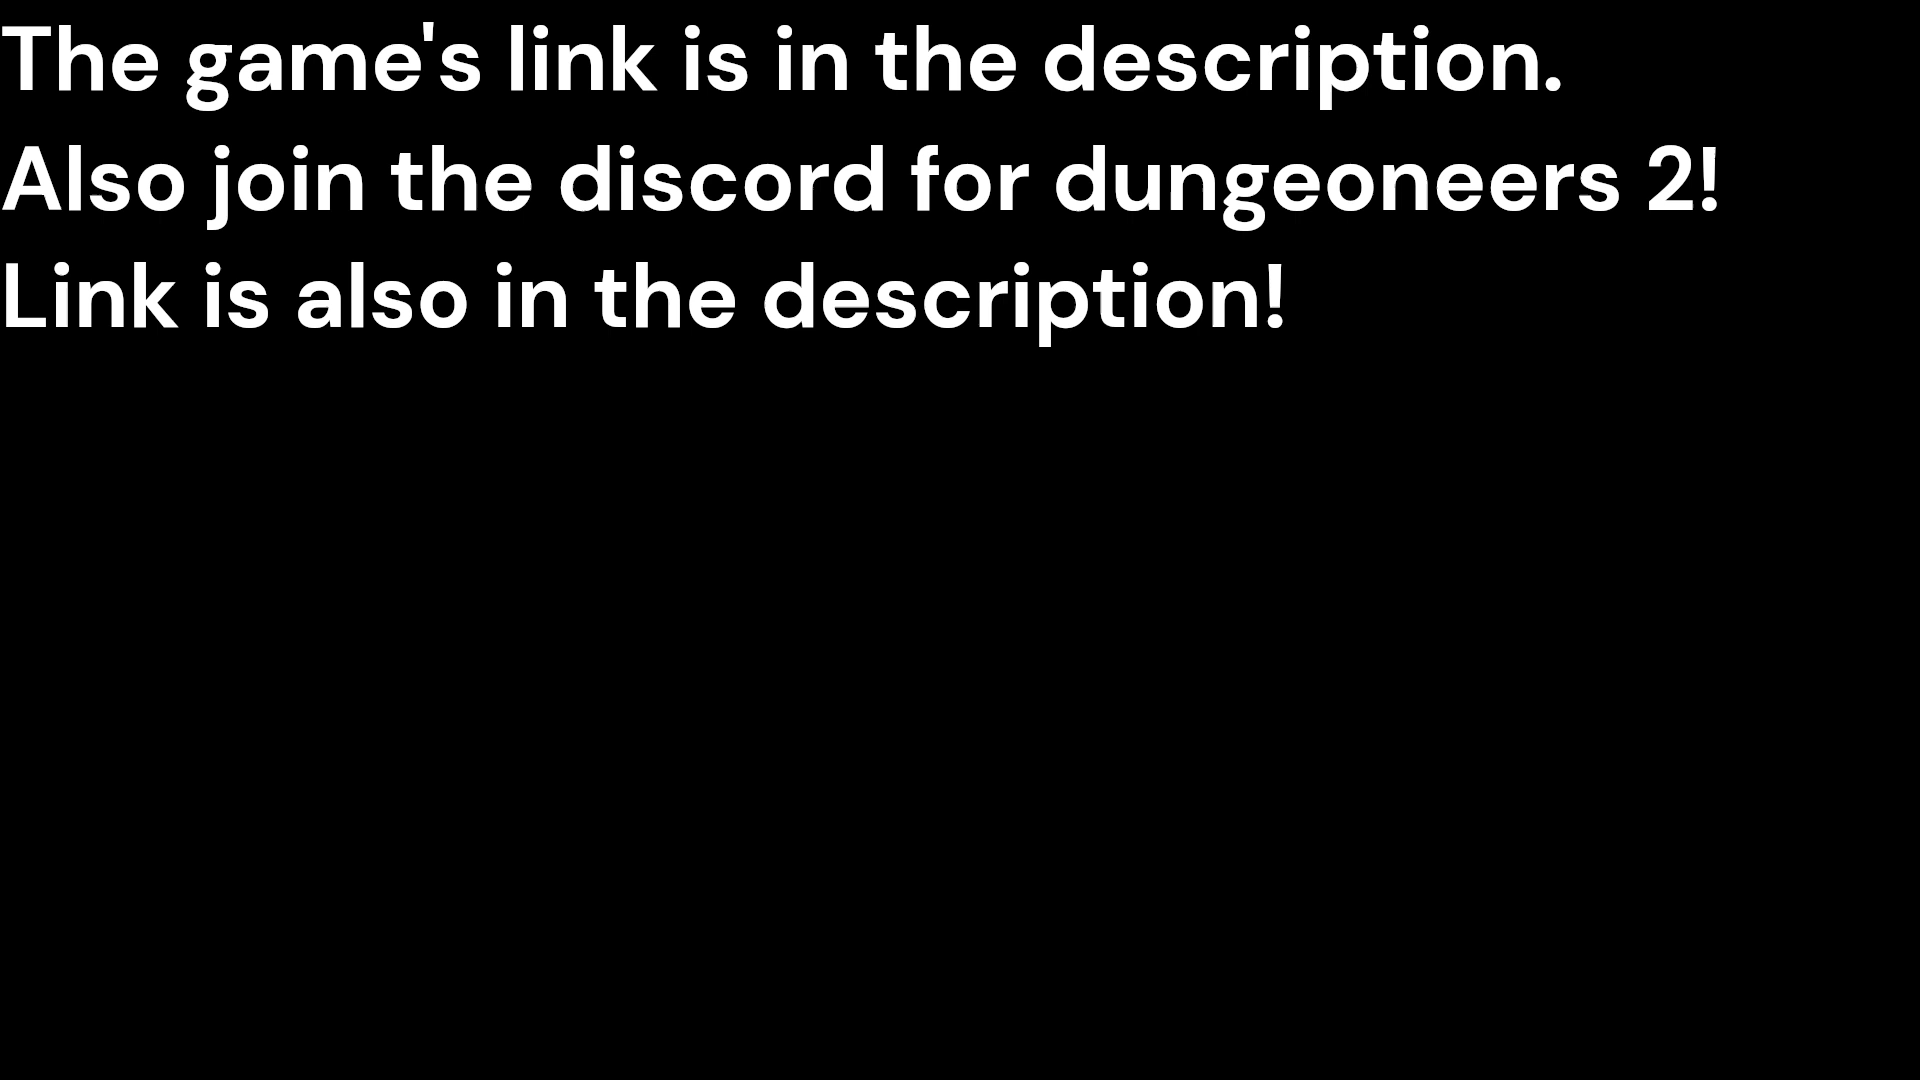 The game's link is in the description.
Also join the discord for dungeoneers 2!
Link is also in the description!